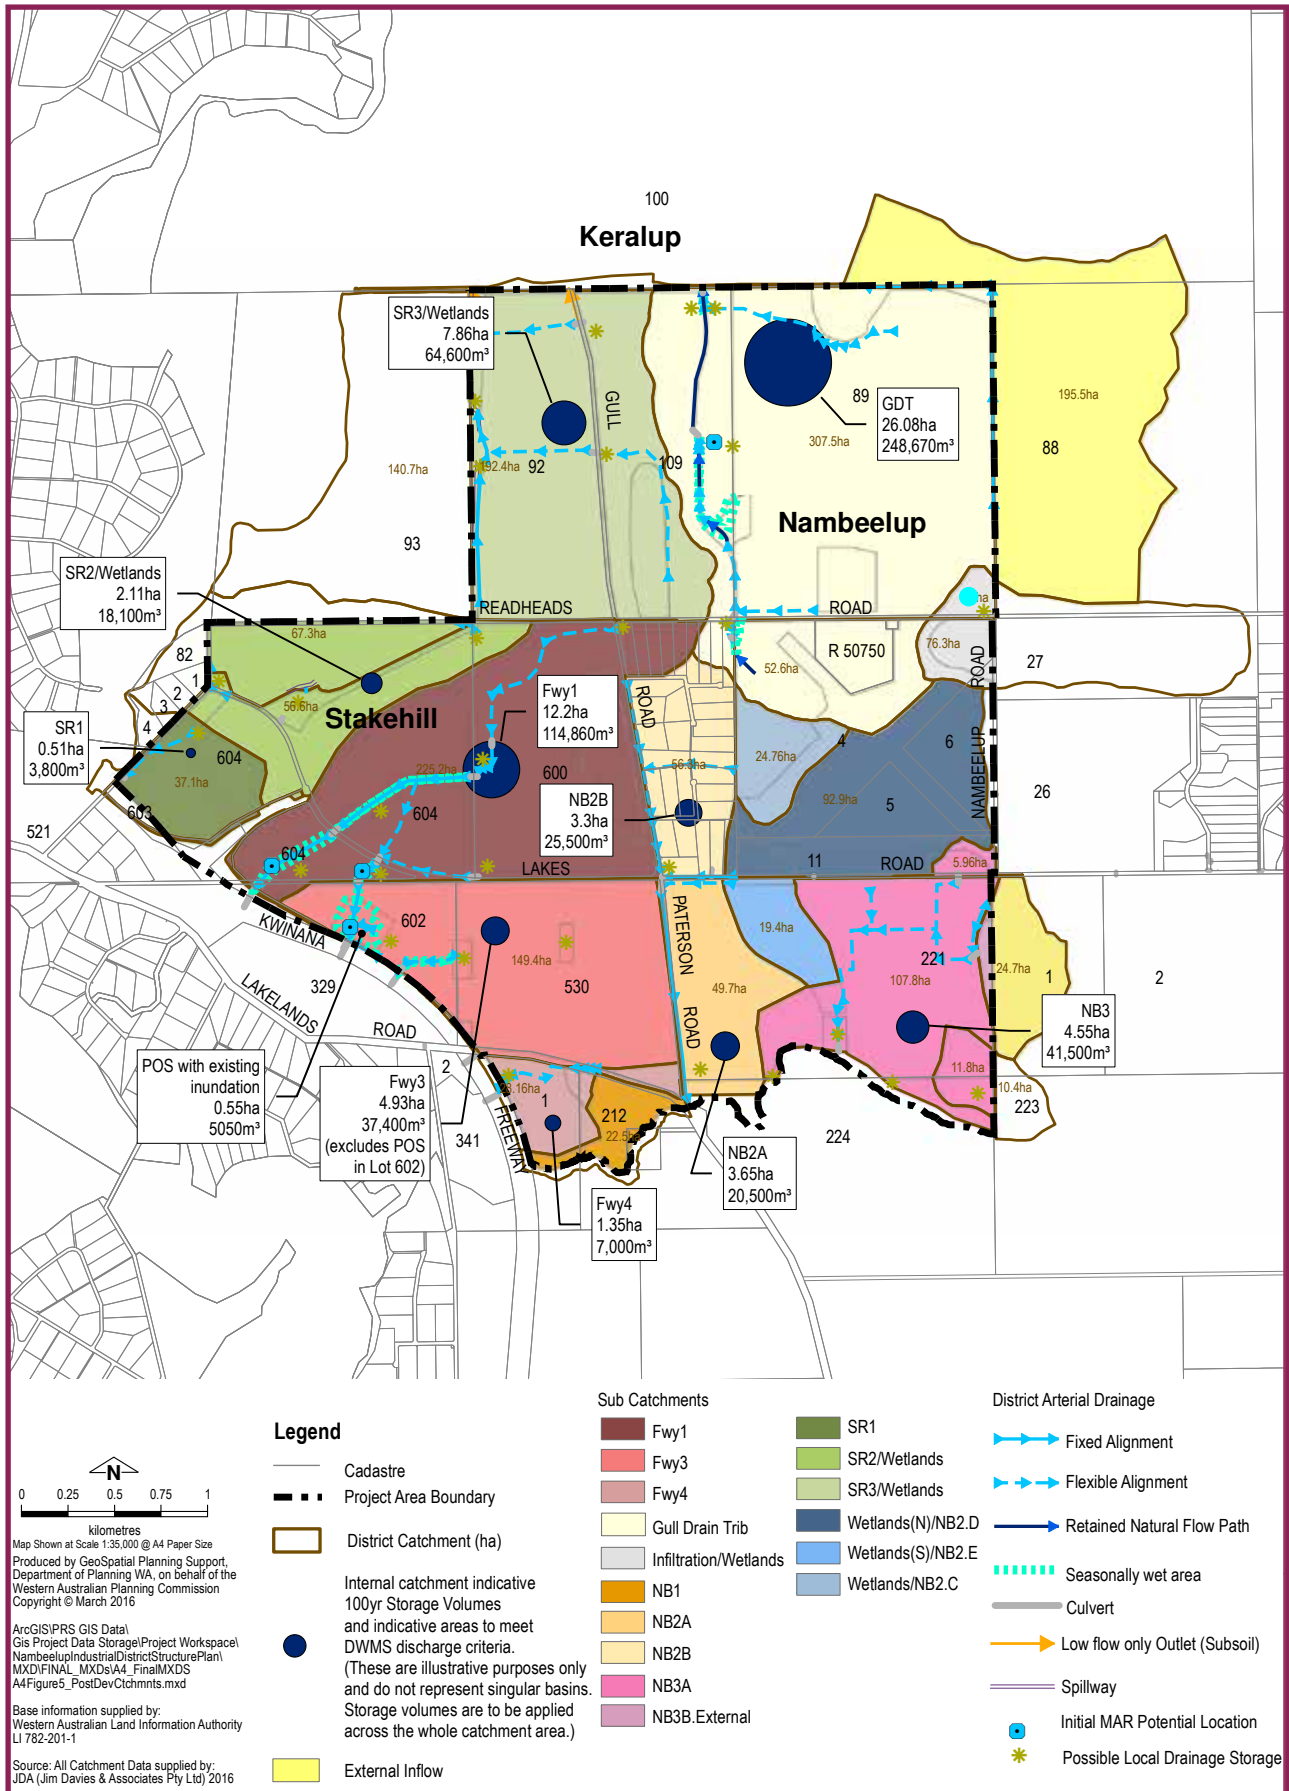 100
Keralup
SR3/Wetlands
7.86ha
64,600m³
GULL
89
GDT
26.08ha
248,670m³
195.5ha
307.5ha
88
140.7ha
192.4ha
92
109
93
Nambeelup
SR2/Wetlands
2.11ha
18,100m³
READHEADS
ROAD
67.3ha
82
1
2
3
4
R 50750
76.3ha
ROAD
27
52.6ha
56.6ha
Stakehill
Fwy1
12.2ha
114,860m³
ROAD
SR1
0.51ha
3,800m³
604
37.1ha
225.2ha
600
56.3ha
24.76ha
4
6
NAMBEELUP
NB2B
3.3ha
25,500m³
92.9ha
5
26
603
604
521
604
LAKES
11
ROAD
5.96ha
KWINANA
602
PATERSON
19.4ha
149.4ha
221
329
LAKELANDS
530
49.7ha
107.8ha
24.7ha
1
2
ROAD
ROAD
NB3
4.55ha
41,500m³
POS with existing
inundation
0.55ha
5050m³
Fwy3
4.93ha
37,400m³
(excludes POS
in Lot 602)
2
341
FREEWAY
1
212
11.8ha
10.4ha
223
224
NB2A
3.65ha
20,500m³
Fwy4
1.35ha
7,000m³
N
0 0.25 0.5 0.75 1
kilometres
Map Shown at Scale 1:35,000 @ A4 Paper Size
Produced by GeoSpatial Planning Support,
Department of Planning WA, on behalf of the
Western Australian Planning Commission
Copyright © March 2016
ArcGIS\PRS GIS Data\
Gis Project Data Storage\Project Workspace\
NambeelupIndustrialDistrictStructurePlan\
MXD\FINAL_MXDs\A4_FinalMXDS
A4Figure5_PostDevCtchmnts.mxd
Base information supplied by:
Western Australian Land Information Authority
LI 782-201-1
Source: All Catchment Data supplied by:
JDA (Jim Davies & Associates Pty Ltd) 2016
Legend
Cadastre
Project Area Boundary
District Catchment (ha)
Internal catchment indicative
100yr Storage Volumes
and indicative areas to meet
DWMS discharge criteria.
(These are illustrative purposes only
and do not represent singular basins.
Storage volumes are to be applied
across the whole catchment area.)
External Inflow
Sub Catchments
Fwy1
Fwy3
Fwy4
Gull Drain Trib
Infiltration/Wetlands
NB1
NB2A
NB2B
NB3A
NB3B.External
SR1
SR2/Wetlands
SR3/Wetlands
Wetlands(N)/NB2.D
Wetlands(S)/NB2.E
Wetlands/NB2.C
District Arterial Drainage
Fixed Alignment
Flexible Alignment
Retained Natural Flow Path
Seasonally wet area
Culvert
Low flow only Outlet (Subsoil)
Spillway
Initial MAR Potential Location
Possible Local Drainage Storage